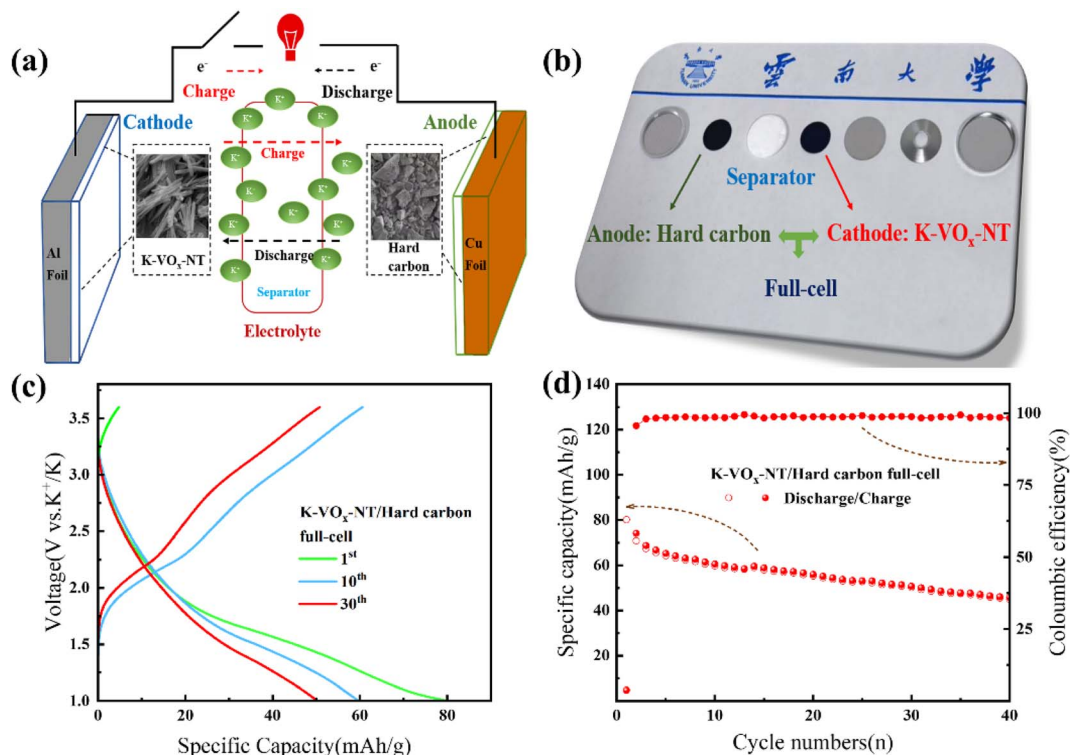 (a)
e⁻
e⁻
Charge
Discharge
Cathode
Anode
K⁺
K⁺
K⁺
K⁺
K⁺
K⁺
K⁺
K⁺
K⁺
K⁺
K⁺
K⁺
K⁺
Charge
Discharge
Al
Foil
K-VOₓ-NT
Hard
carbon
Cu
Foil
Separator
Electrolyte
(b)
雲 南 大 學
Separator
Anode: Hard carbon
Cathode: K-VOₓ-NT
Full-cell
(c)
Voltage(V vs.K⁺/K)
3.5
3.0
2.5
2.0
1.5
1.0
K-VOₓ-NT/Hard carbon
full-cell
1ˢᵗ
10ᵗʰ
30ᵗʰ
0 20 40 60 80
Specific Capacity(mAh/g)
(d)
Specific capacity(mAh/g)
140
120
100
80
60
40
20
K-VOₓ-NT/Hard carbon full-cell
Discharge/Charge
100
75
50
25
Coloumbic efficiency(%)
0 10 20 30 40
Cycle numbers(n)